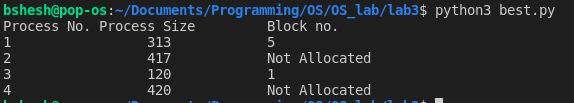 bshesh@pop-os:~/Documents/Programming/OS/OS_lab/lab3$ python3 best.py
Process No. Process Size Block no.
1 313 5
2 417 Not Allocated
3 120 1
4 420 Not Allocated
bshesh@pop-os:~/Documents/Programming/OS/OS_lab/lab3$